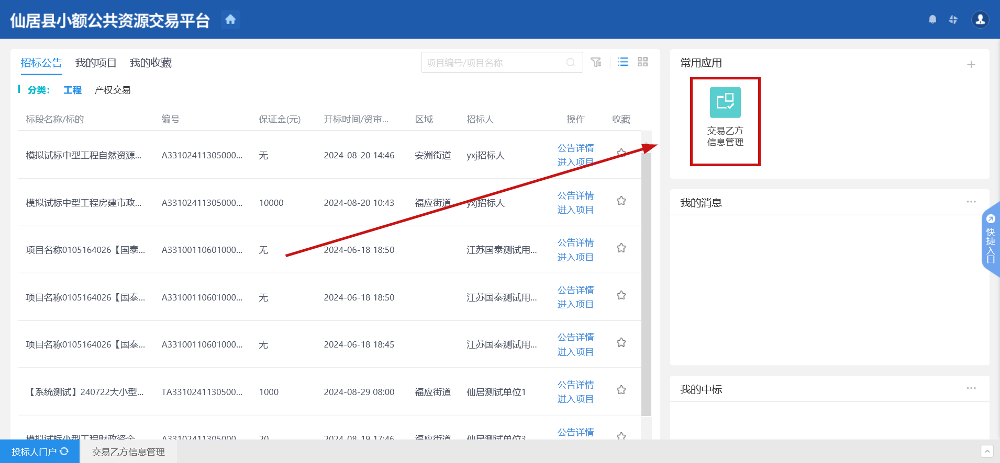 仙居县小额公共资源交易平台
招标公告 我的项目 我的收藏 项目编号/项目名称
分类： 工程 产权交易
标段名称/标的 编号 保证金(元) 开标时间/资审... 区域 招标人 操作 收藏
模拟试标中型工程自然资源... A33102411305000... 无 2024-08-20 14:46 安洲街道 yxj招标人 公告详情
进入项目
模拟试标中型工程房建市政... A33102411305000... 10000 2024-08-20 10:43 福应街道 yxj招标人 公告详情
进入项目
项目名称0105164026【国泰... A33100110601000... 无 2024-06-18 18:50 江苏国泰测试用... 公告详情
进入项目
项目名称0105164026【国泰... A33100110601000... 无 2024-06-18 18:50 江苏国泰测试用... 公告详情
进入项目
项目名称0105164026【国泰... A33100110601000... 无 2024-06-18 18:45 江苏国泰测试用... 公告详情
进入项目
【系统测试】240722大小型... TA3310241130500... 1000 2024-08-29 08:00 福应街道 仙居测试单位1 公告详情
进入项目
模拟试标小型工程财政资金... A33102411305000... 20 2024-08-19 17:46 福应街道 仙居测试单位3 公告详情
常用应用
交易乙方
信息管理
我的消息
我的中标
快捷入口
投标人门户 交易乙方信息管理